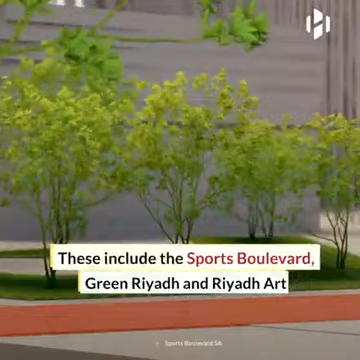 These include the Sports Boulevard,
Green Riyadh and Riyadh Art
Sports Boulevard SA